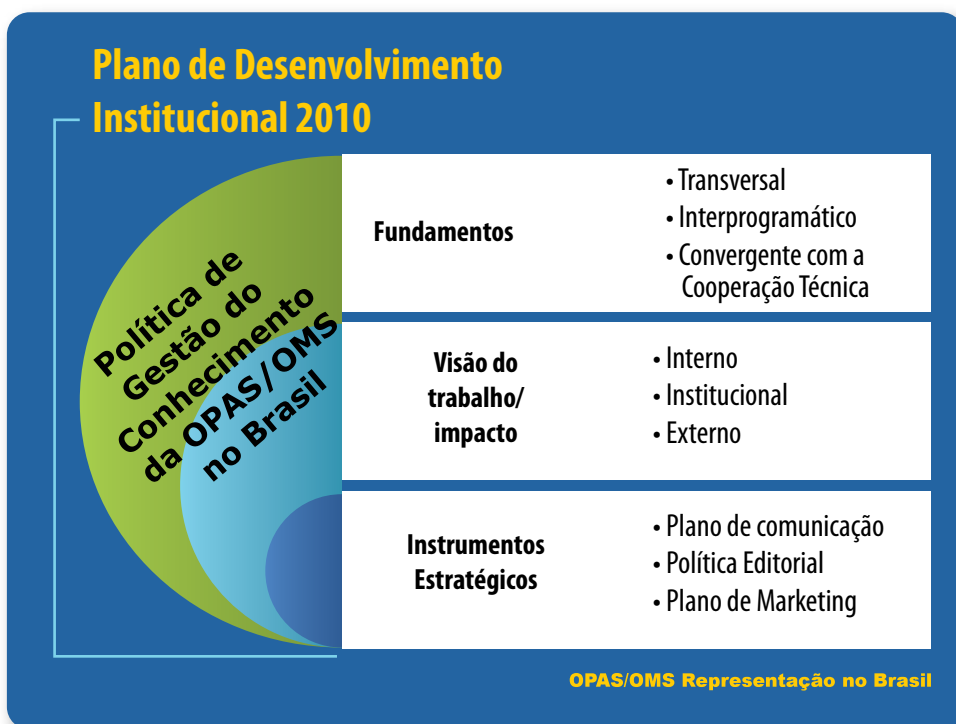 Plano de Desenvolvimento
Institucional 2010
Política de
Gestão do
Conhecimento
da OPAS/OMS
no Brasil
Fundamentos
• Transversal
• Interprogramático
• Convergente com a
Cooperação Técnica
Visão do
trabalho/
impacto
• Interno
• Institucional
• Externo
Instrumentos
Estratégicos
• Plano de comunicação
• Política Editorial
• Plano de Marketing
OPAS/OMS Representação no Brasil